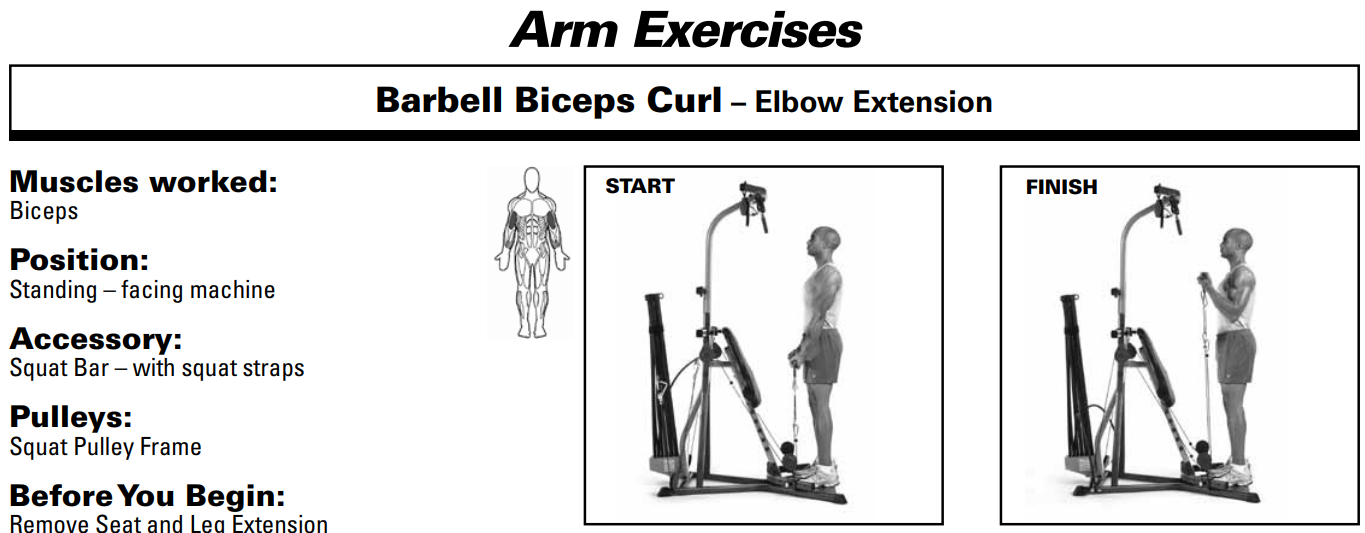 Arm Exercises
Barbell Biceps Curl – Elbow Extension
Muscles worked:
Biceps
Position:
Standing – facing machine
Accessory:
Squat Bar – with squat straps
Pulleys:
Squat Pulley Frame
Before You Begin:
Remove Seat and Leg Extension
START
FINISH